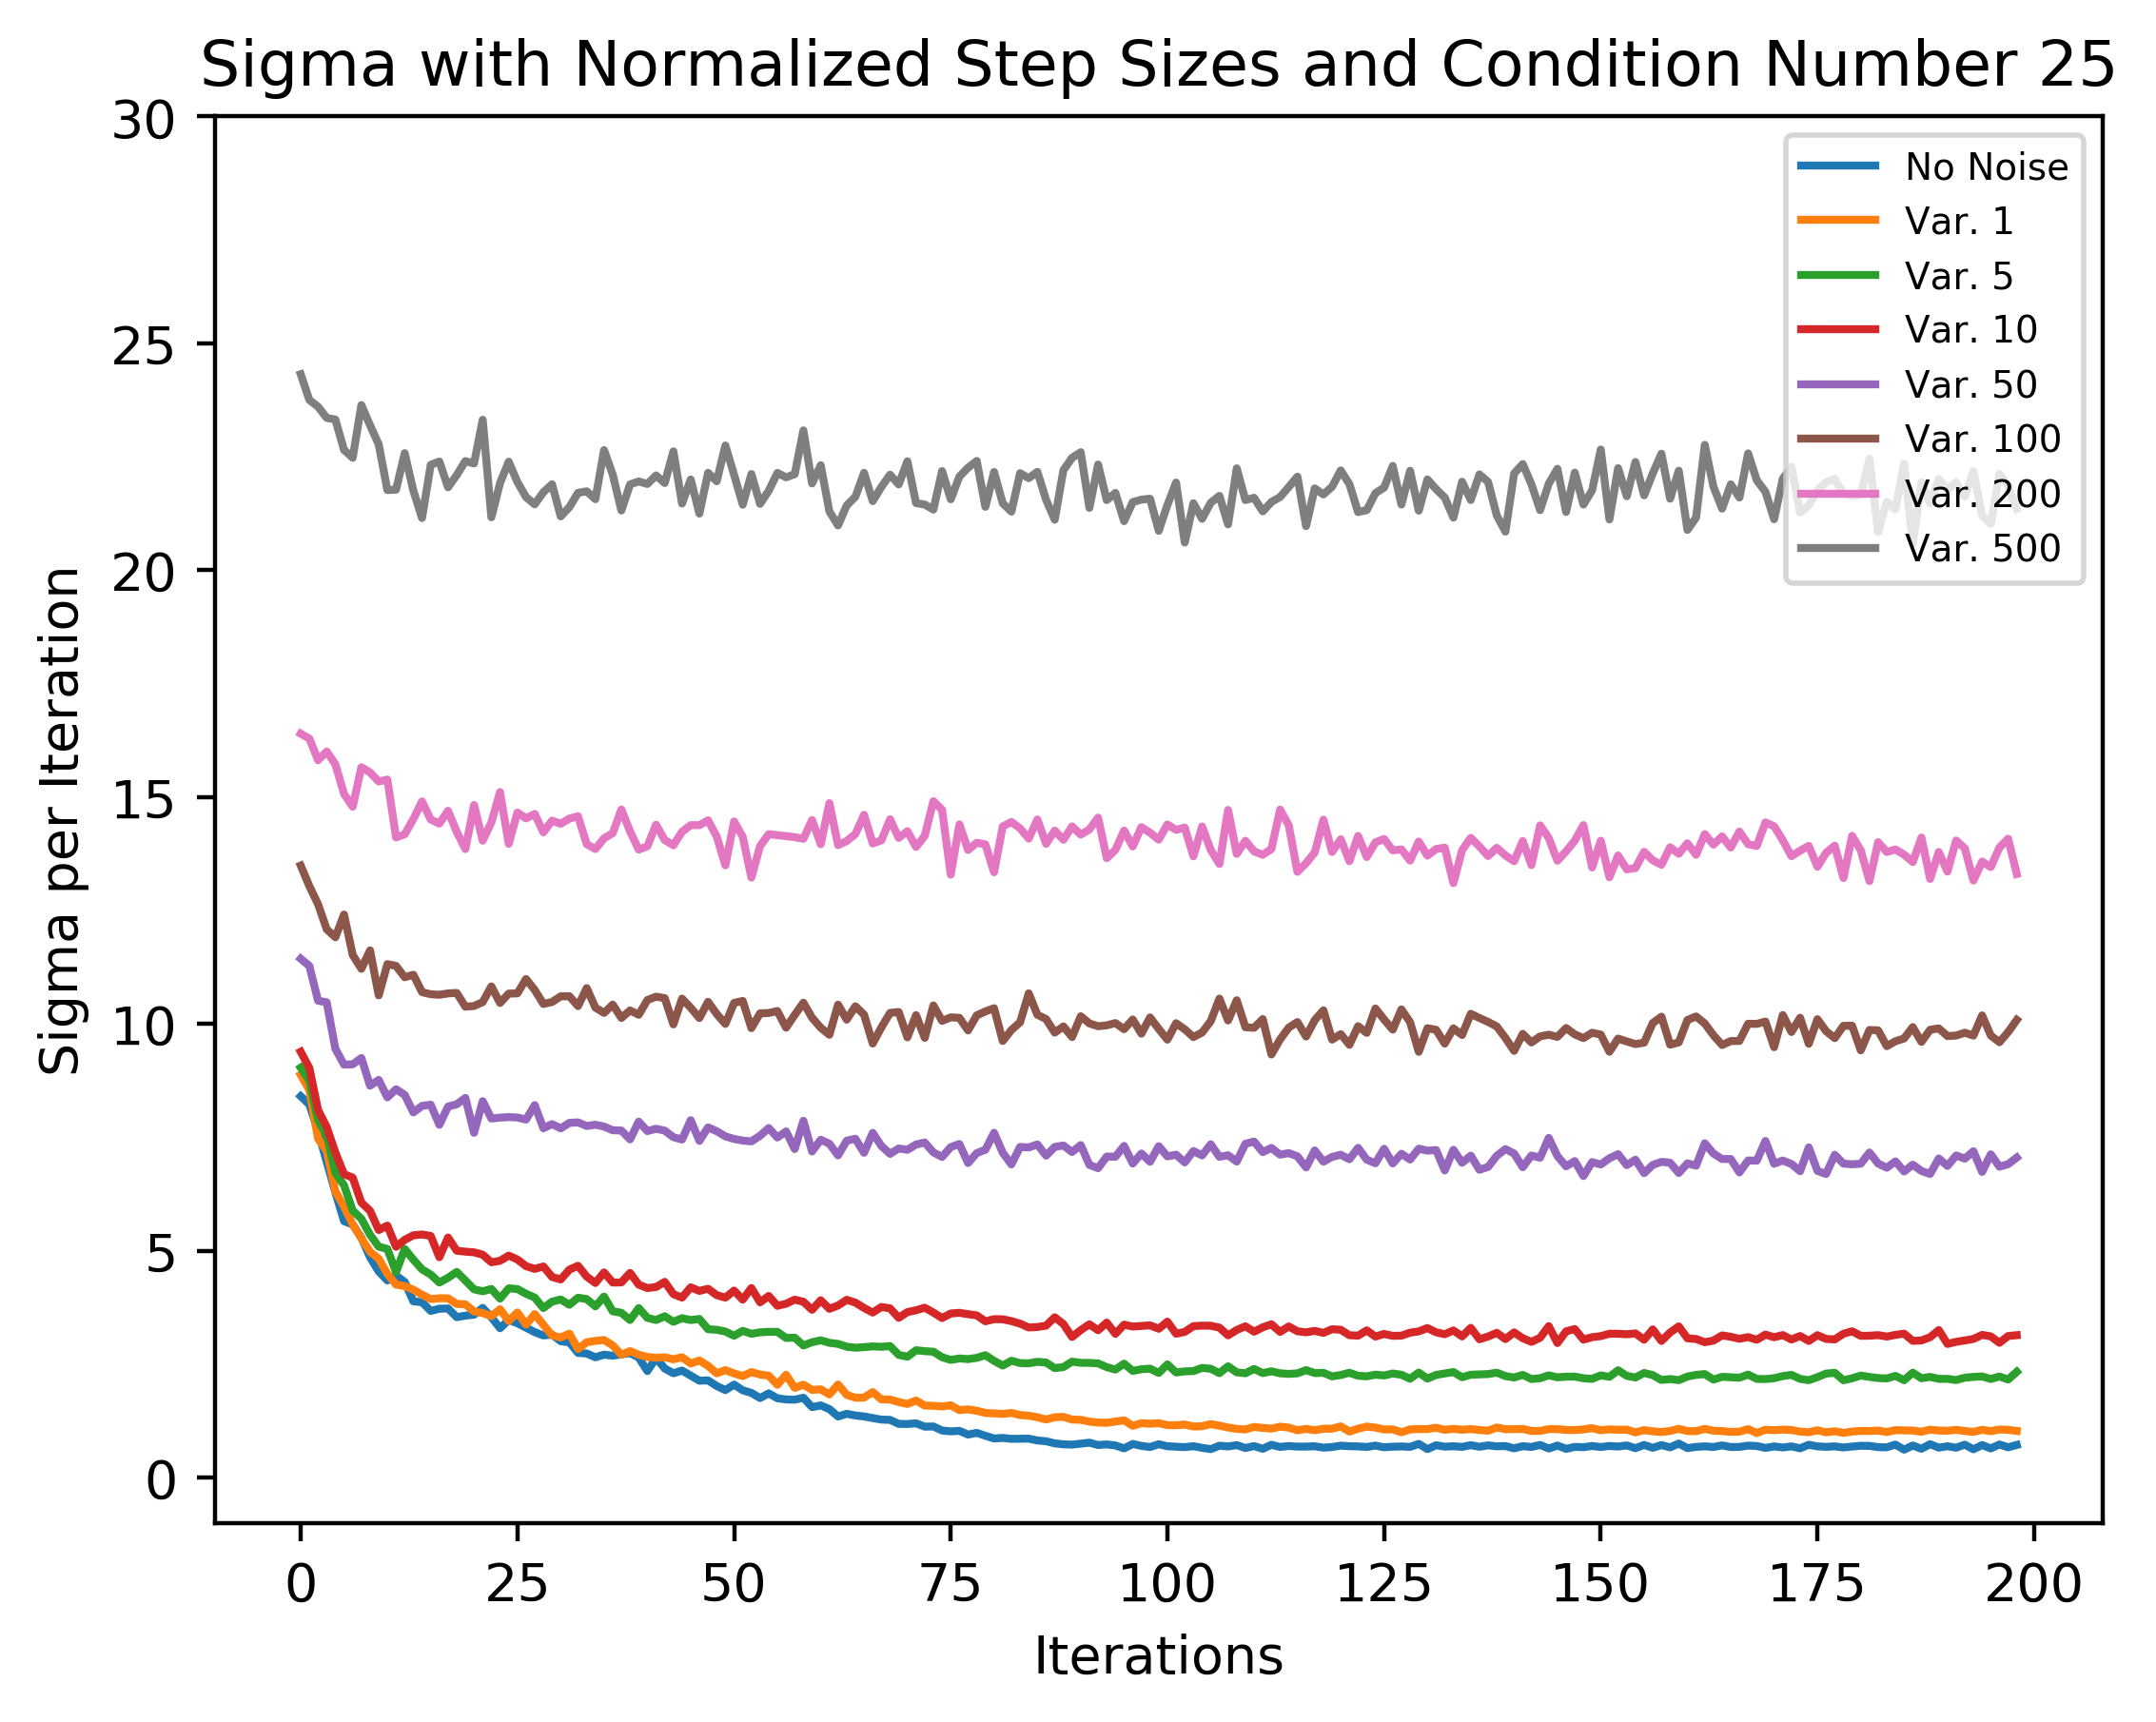 Sigma with Normalized Step Sizes and Condition Number 25
30
25
20
15
10
5
0
Sigma per Iteration
No Noise
Var. 1
Var. 5
Var. 10
Var. 50
Var. 100
Var. 200
Var. 500
0 25 50 75 100 125 150 175 200
Iterations